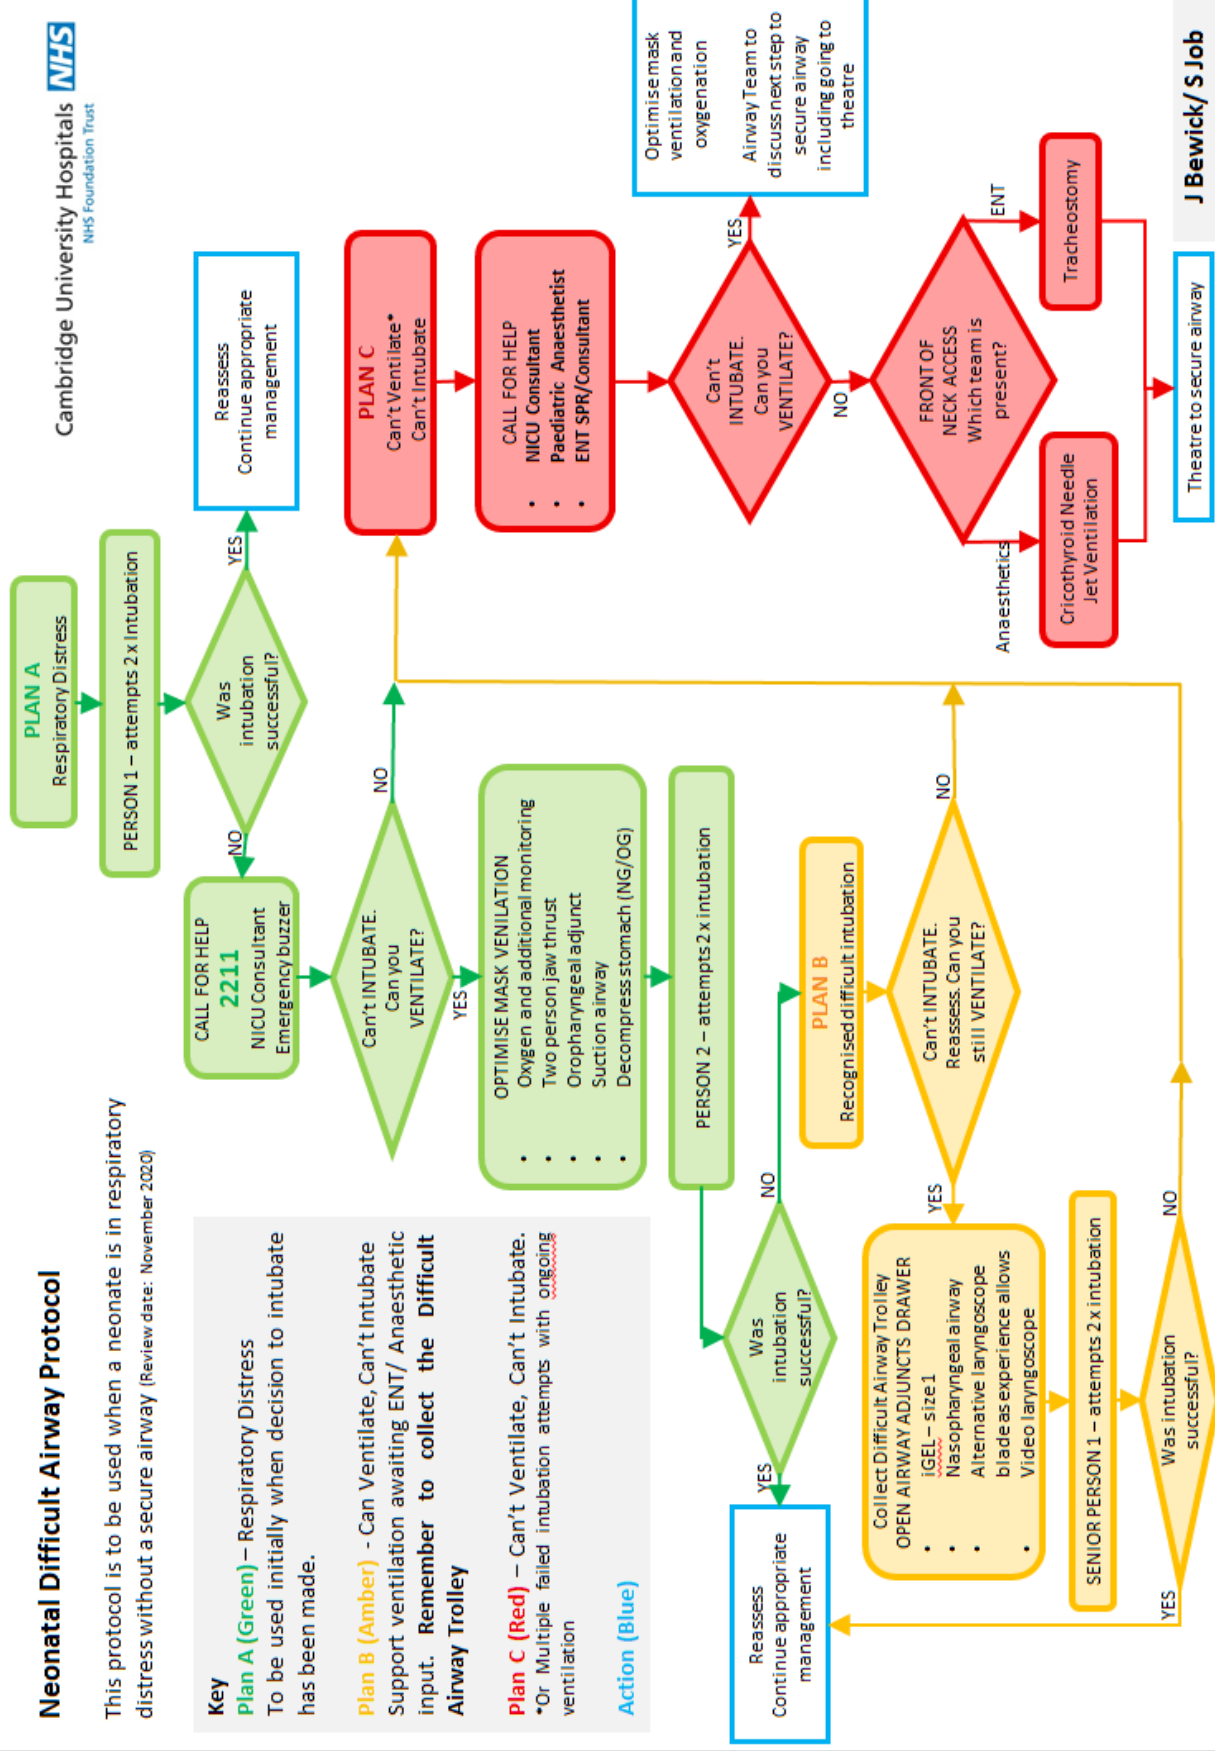 Neonatal Difficult Airway Protocol
Cambridge University Hospitals
NHS
NHS Foundation Trust
This protocol is to be used when a neonate is in respiratory
distress without a secure airway (Review date: November 2020)
Key
Plan A (Green) – Respiratory Distress
To be used initially when decision to intubate
has been made.
Plan B (Amber) - Can Ventilate, Can't Intubate
Support ventilation awaiting ENT/ Anaesthetic
input. Remember to collect the Difficult
Airway Trolley
Plan C (Red) – Can't Ventilate, Can't Intubate.
*Or Multiple failed intubation attempts with ongoing
ventilation
Action (Blue)
PLAN A
Respiratory Distress
PERSON 1 – attempts 2 x Intubation
Was
intubation
successful?
YES
Reassess
Continue appropriate
management
NO
CALL FOR HELP
2211
NICU Consultant
Emergency buzzer
Can't INTUBATE.
Can you
VENTILATE?
NO
YES
OPTIMISE MASK VENILATION
• Oxygen and additional monitoring
• Two person jaw thrust
• Oropharyngeal adjunct
• Suction airway
• Decompress stomach (NG/OG)
PERSON 2 – attempts 2 x intubation
Was
intubation
successful?
YES
Reassess
Continue appropriate
management
NO
PLAN B
Recognised difficult intubation
Can't INTUBATE.
Reassess. Can you
still VENTILATE?
NO
YES
Collect Difficult Airway Trolley
OPEN AIRWAY ADJUNCTS DRAWER
• iGEL – size1
• Nasopharyngeal airway
Alternative laryngoscope
blade as experience allows
• Video laryngoscope
SENIOR PERSON 1 – attempts 2 x intubation
Was intubation
successful?
YES
NO
PLAN C
Can't Ventilate*
Can't Intubate
CALL FOR HELP
• NICU Consultant
• Paediatric Anaesthetist
• ENT SPR/Consultant
Can't
INTUBATE.
Can you
VENTILATE?
YES
Optimise mask
ventilation and
oxygenation
Airway Team to
discuss next step to
secure airway
including going to
theatre
NO
FRONT OF
NECK ACCESS
Which team is
present?
Anaesthetics
Cricothyroid Needle
Jet Ventilation
ENT
Tracheostomy
Theatre to secure airway
J Bewick/ S Job